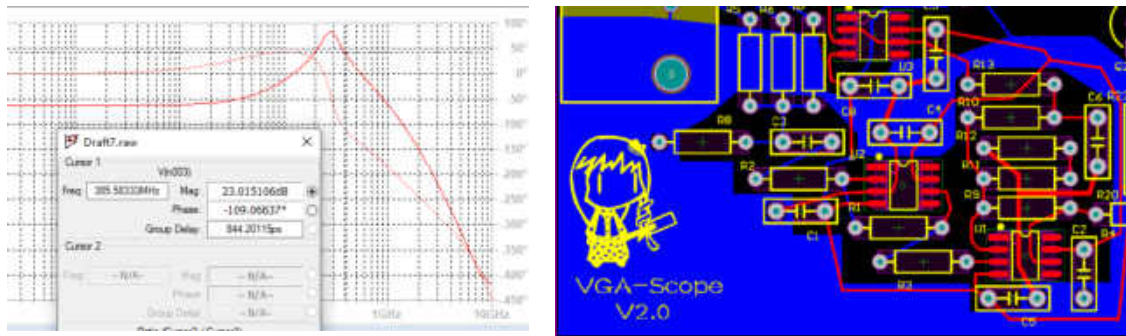 100°
50°
0°
-50°
-100°
-150°
-200°
-250°
-300°
-350°
-400°
-450°
1GHz
10GHz
Draft7.raw
Cursor 1
V(n003)
Freq:
Mag:
23.015106dB
Phase:
-109.06637°
Group Delay:
844.20115ps
Cursor 2
Freq:
-- N/A --
Mag:
-- N/A --
Phase:
-- N/A --
Group Delay:
-- N/A --
R5
R6
U3
R13
R10
C6
C8
C4
R12
R8
C3
U2
R11
R2
R9
R20
R1
U1
C2
R4
C1
R3
C5
VGA-Scope
V2.0